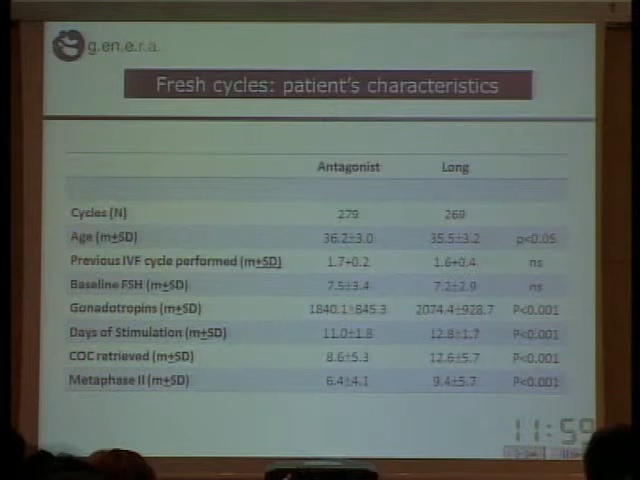 g.en.e.r.a.
Fresh cycles: patient's characteristics
Antagonist Long
Cycles (N) 279 269
Age (m±SD) 36.2±3.0 35.5±3.2 p<0.05
Previous IVF cycle performed (m±SD) 1.7+0.2 1.6+0.4 ns
Baseline FSH (m±SD) 7.5±3.4 7.2±2.9 ns
Gonadotropins (m±SD) 1840.1±845.3 2074.4±928.7 P<0.001
Days of Stimulation (m±SD) 11.0±1.8 12.8±1.7 P<0.001
COC retrieved (m±SD) 8.6±5.3 12.6±5.7 P<0.001
Metaphase II (m±SD) 6.4±4.1 9.4±5.7 P<0.001
11:59